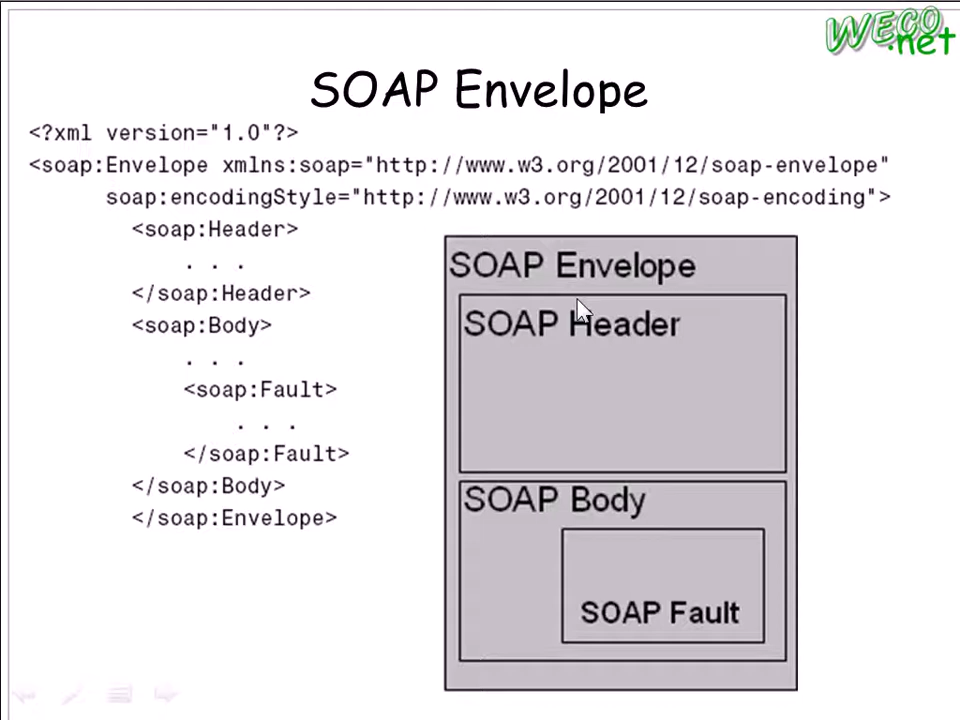 WECO
.net
SOAP Envelope
<?xml version="1.0"?>
<soap:Envelope xmlns:soap="http://www.w3.org/2001/12/soap-envelope"
soap:encodingStyle="http://www.w3.org/2001/12/soap-encoding">
<soap:Header>
. . .
</soap:Header>
<soap:Body>
. . .
<soap:Fault>
. . .
</soap:Fault>
</soap:Body>
</soap:Envelope>
SOAP Envelope
SOAP Header
SOAP Body
SOAP Fault